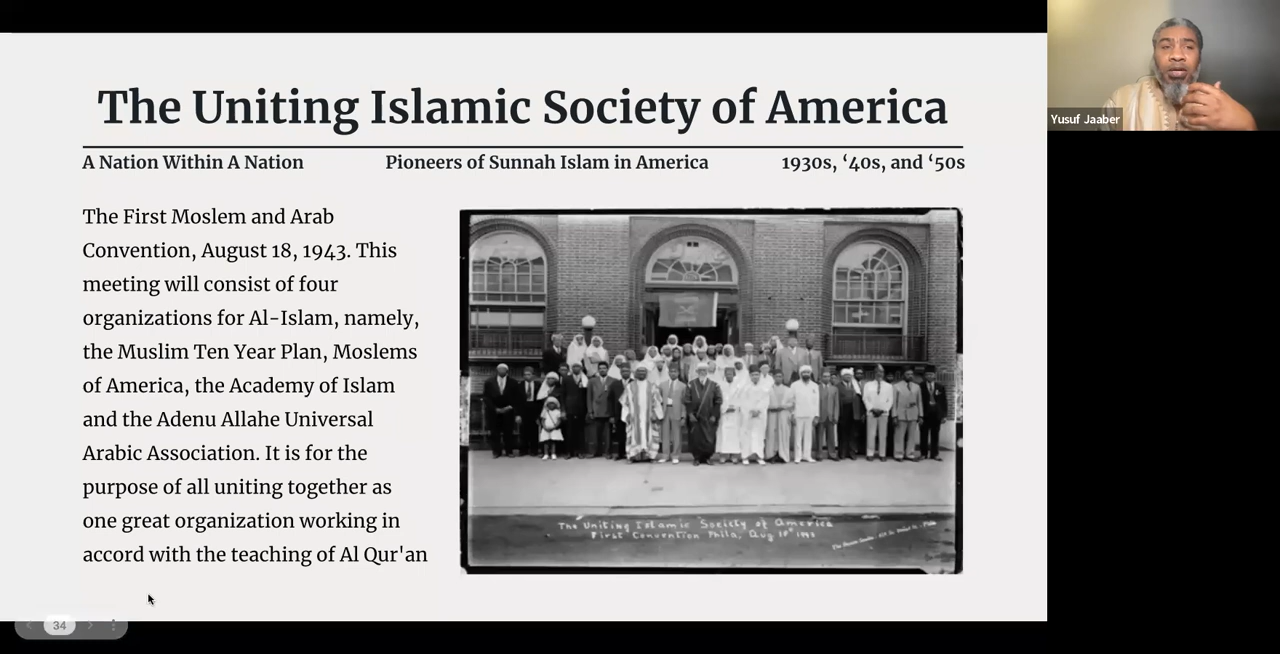 The Uniting Islamic Society of America
A Nation Within A Nation
Pioneers of Sunnah Islam in America
1930s, ‘40s, and ‘50s
The First Moslem and Arab
Convention, August 18, 1943. This
meeting will consist of four
organizations for Al-Islam, namely,
the Muslim Ten Year Plan, Moslems
of America, the Academy of Islam
and the Adenu Allahe Universal
Arabic Association. It is for the
purpose of all uniting together as
one great organization working in
accord with the teaching of Al Qur'an
The Uniting Islamic Society of America
First Convention Phila, Aug
34
Yusuf Jaaber